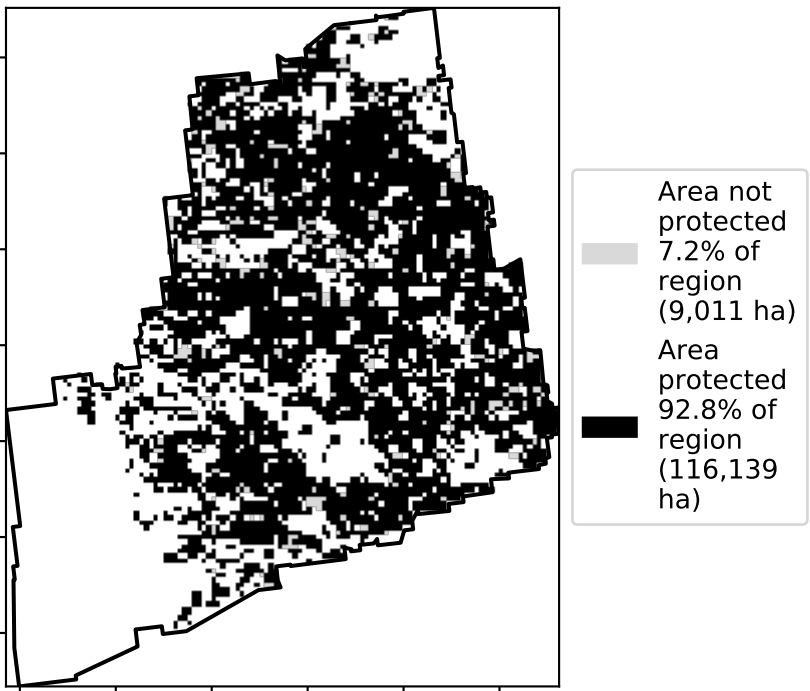 Area not
protected
7.2% of
region
(9,011 ha)
Area
protected
92.8% of
region
(116,139
ha)